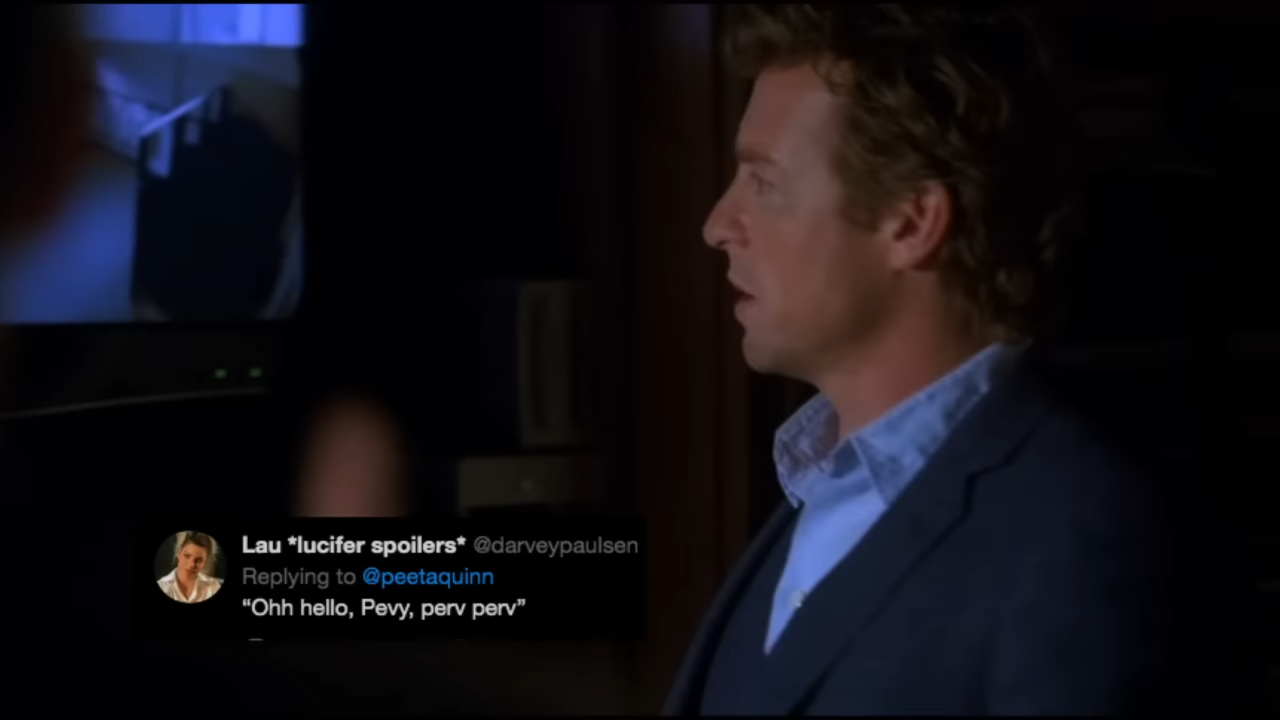 Lau *lucifer spoilers* @darveypaulsen
Replying to @peetaquinn
“Ohh hello, Pevy, perv perv”